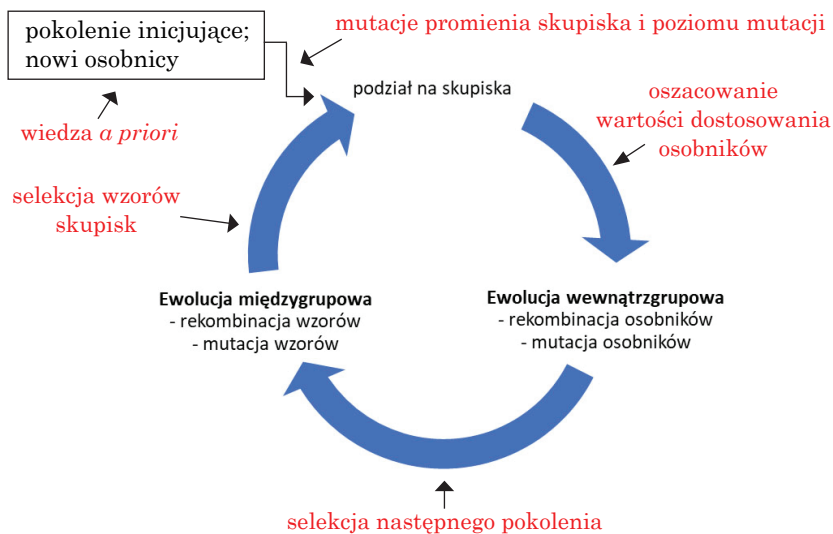 pokolenie inicjujące;
nowi osobnicy
mutacje promienia skupiska i poziomu mutacji
podział na skupiska
wiedza a priori
oszacowanie
wartości dostosowania
osobników
selekcja wzorów
skupisk
Ewolucja międzygrupowa
- rekombinacja wzorów
- mutacja wzorów
Ewolucja wewnątrzgrupowa
- rekombinacja osobników
- mutacja osobników
selekcja następnego pokolenia